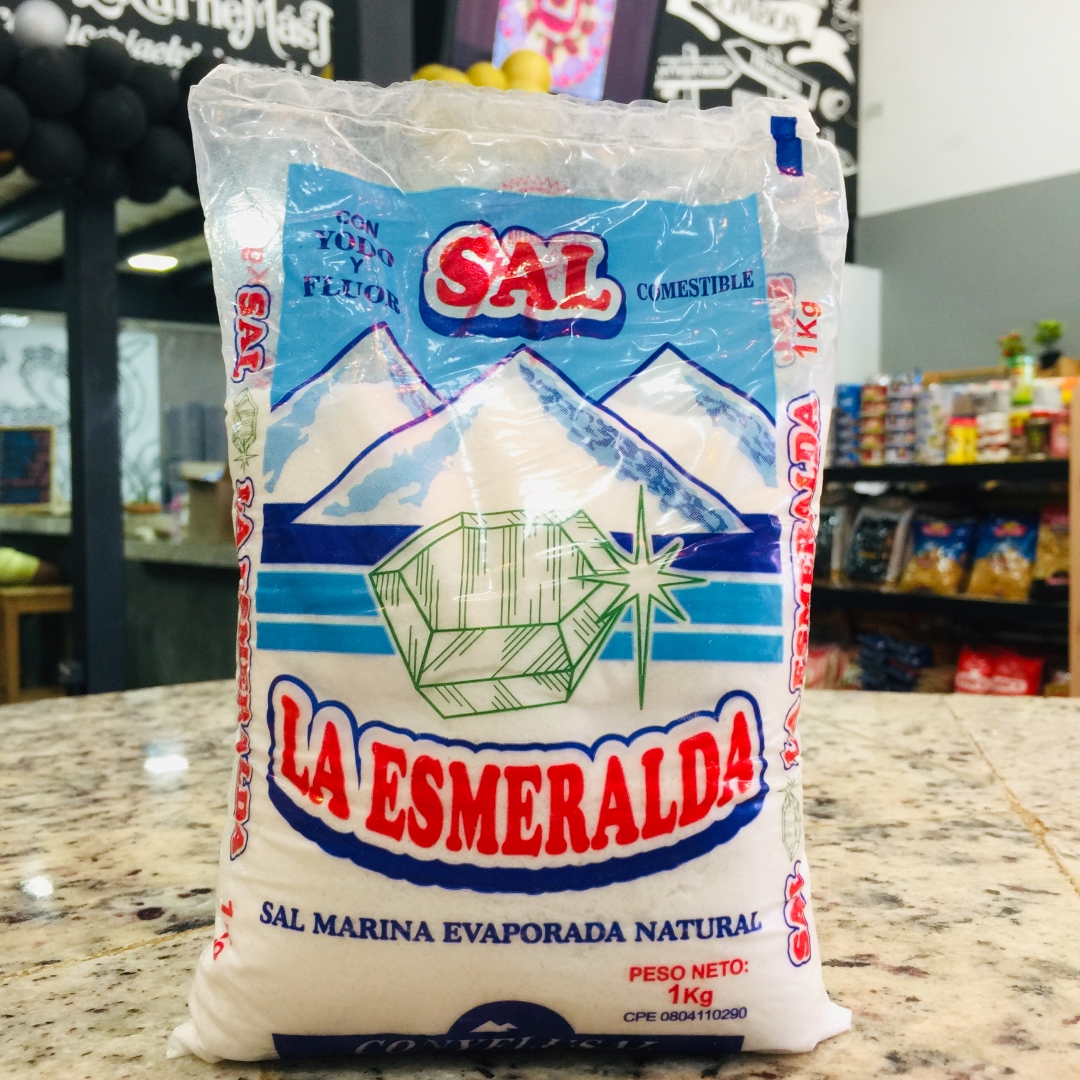 CON
YODO
Y
FLUOR
SAL
COMESTIBLE
LA ESMERALDA
SAL MARINA EVAPORADA NATURAL
PESO NETO:
1Kg
CPE 0804110290
SAL
LA ESMERALDA
1Kg
LA ESMERALDA
SAL